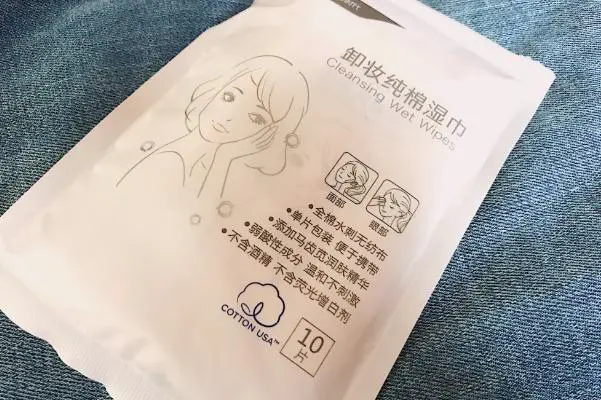 卸妆纯棉湿巾
Cleansing Wet Wipes
面部
眼部
•全棉水刺无纺布
•单片包装 便于携带
•添加马齿苋润肤精华
•弱酸性成分 温和不刺激
•不含酒精 不含荧光增白剂
COTTON USA™
10
片